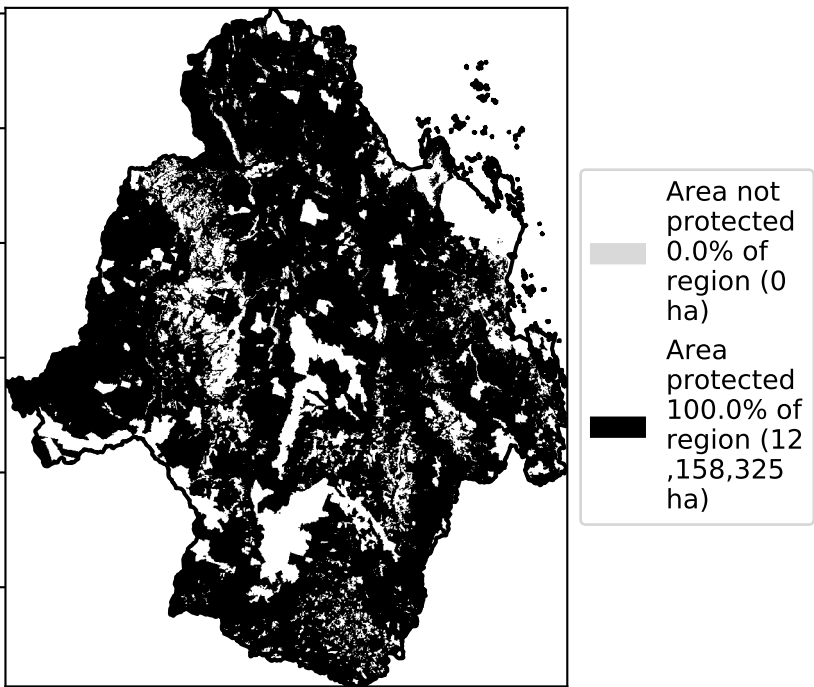 Area not
protected
0.0% of
region (0
ha)
Area
protected
100.0% of
region (12
,158,325
ha)